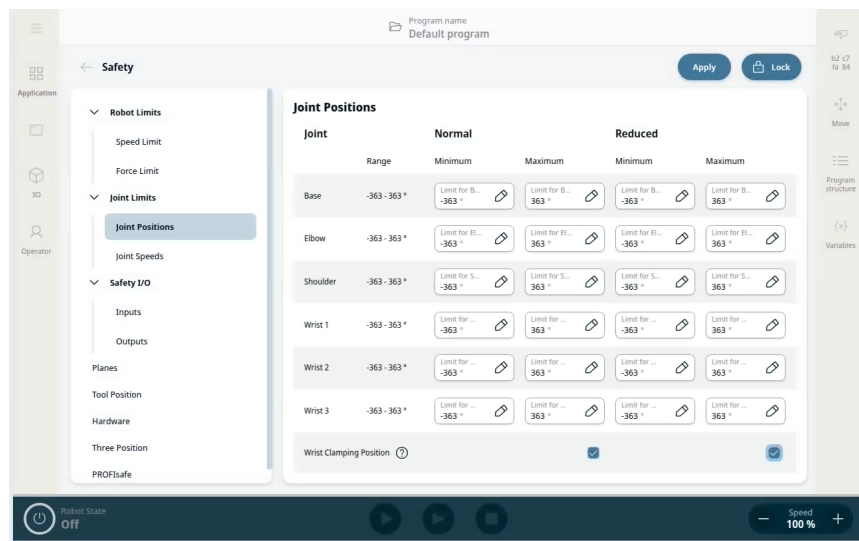 Program name
Default program
Safety
Apply
Lock
b2 c7
fa 84
Application
3D
Operator
Move
Program
structure
{x}
Variables
Robot Limits
Speed Limit
Force Limit
Joint Limits
Joint Positions
Joint Speeds
Safety I/O
Inputs
Outputs
Planes
Tool Position
Hardware
Three Position
PROFIsafe
Joint Positions
Joint Normal Reduced
Range Minimum Maximum Minimum Maximum
Limit for B... Limit for B... Limit for B... Limit for B...
Base -363 - 363 ° -363 ° 363 ° -363 ° 363 °
Limit for El... Limit for El... Limit for El... Limit for El...
Elbow -363 - 363 ° -363 ° 363 ° -363 ° 363 °
Limit for S... Limit for S... Limit for S... Limit for S...
Shoulder -363 - 363 ° -363 ° 363 ° -363 ° 363 °
Limit for ... Limit for ... Limit for ... Limit for ...
Wrist 1 -363 - 363 ° -363 ° 363 ° -363 ° 363 °
Limit for ... Limit for ... Limit for ... Limit for ...
Wrist 2 -363 - 363 ° -363 ° 363 ° -363 ° 363 °
Limit for ... Limit for ... Limit for ... Limit for ...
Wrist 3 -363 - 363 ° -363 ° 363 ° -363 ° 363 °
Wrist Clamping Position ?
Robot State
Off
Speed
− 100 % +